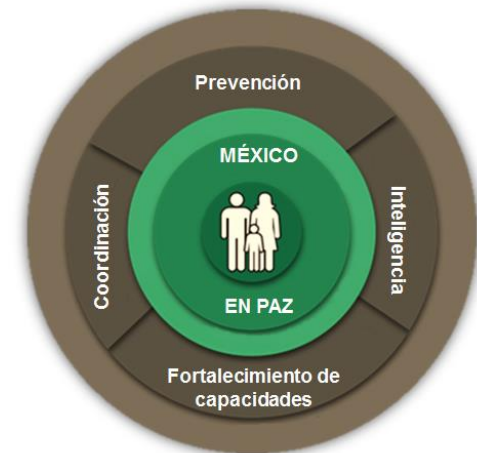 Prevención
MÉXICO
Coordinación
Inteligencia
EN PAZ
Fortalecimiento de
capacidades